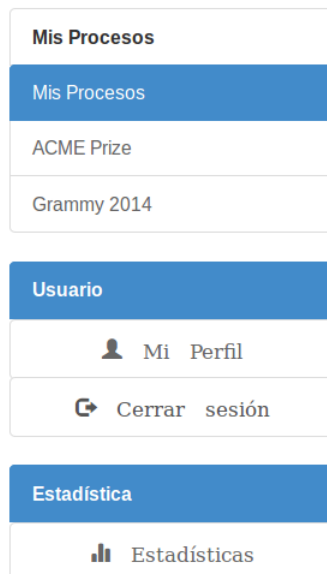 Mis Procesos
Mis Procesos
ACME Prize
Grammy 2014
Usuario
Mi Perfil
Cerrar sesión
Estadística
Estadísticas